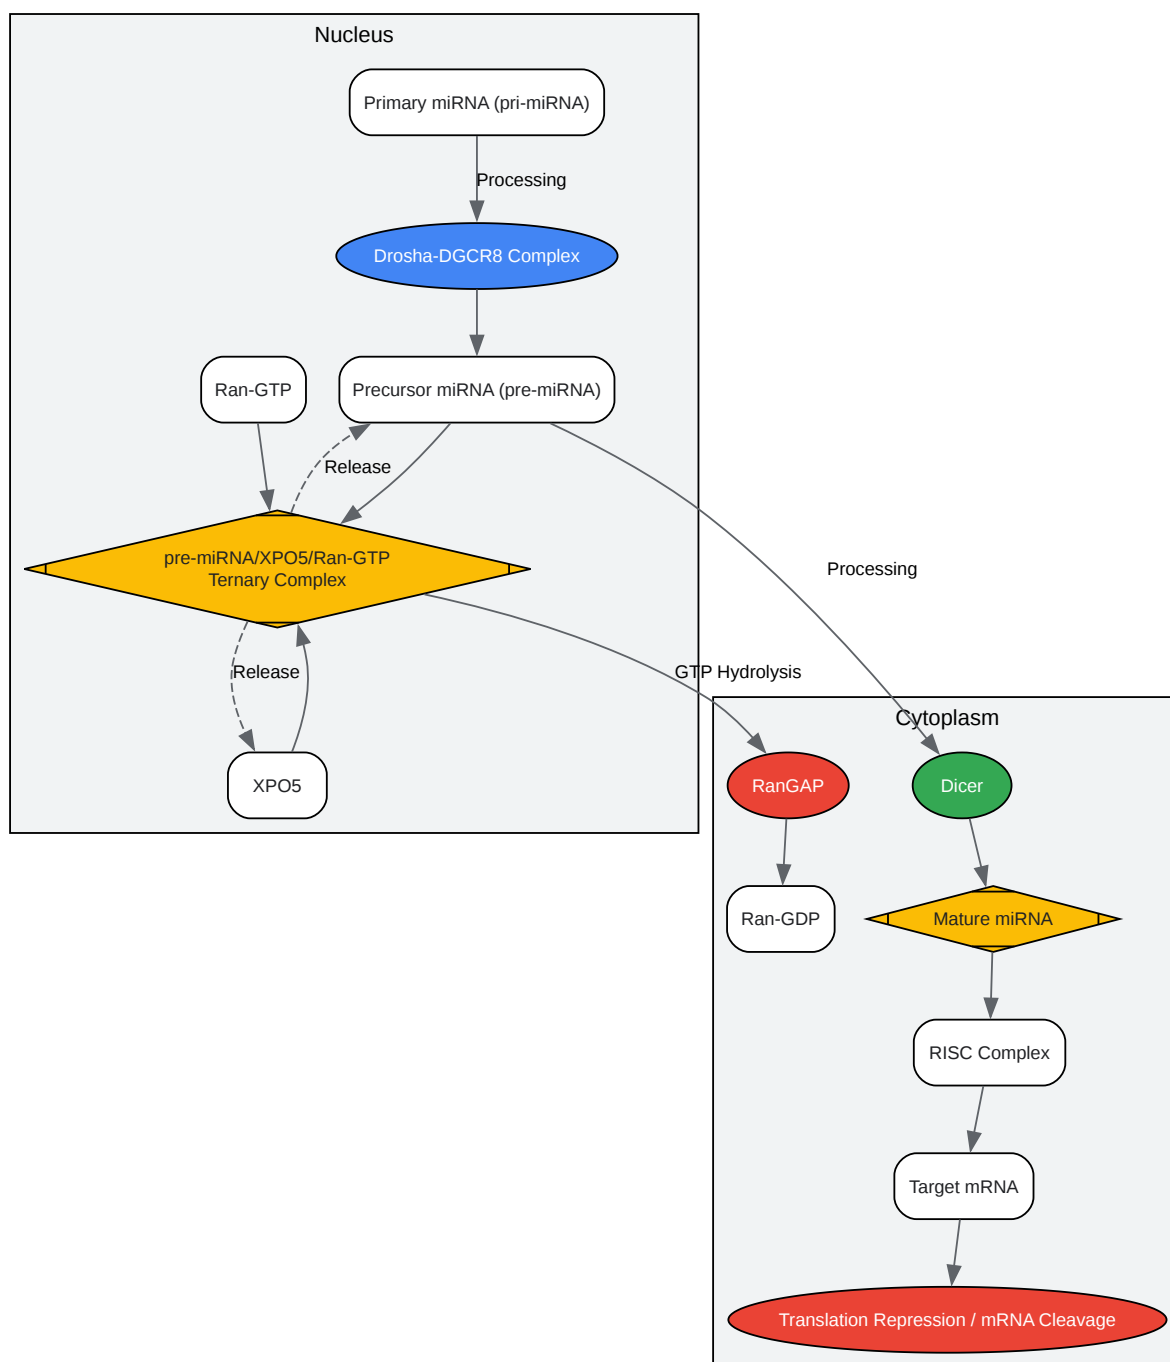 Nucleus
Primary miRNA (pri-miRNA)
Processing
Drosha-DGCR8 Complex
Ran-GTP
Precursor miRNA (pre-miRNA)
Release
pre-miRNA/XPO5/Ran-GTP
Ternary Complex
Processing
Release
GTP Hydrolysis
XPO5
Cytoplasm
RanGAP
Dicer
Ran-GDP
Mature miRNA
RISC Complex
Target mRNA
Translation Repression / mRNA Cleavage